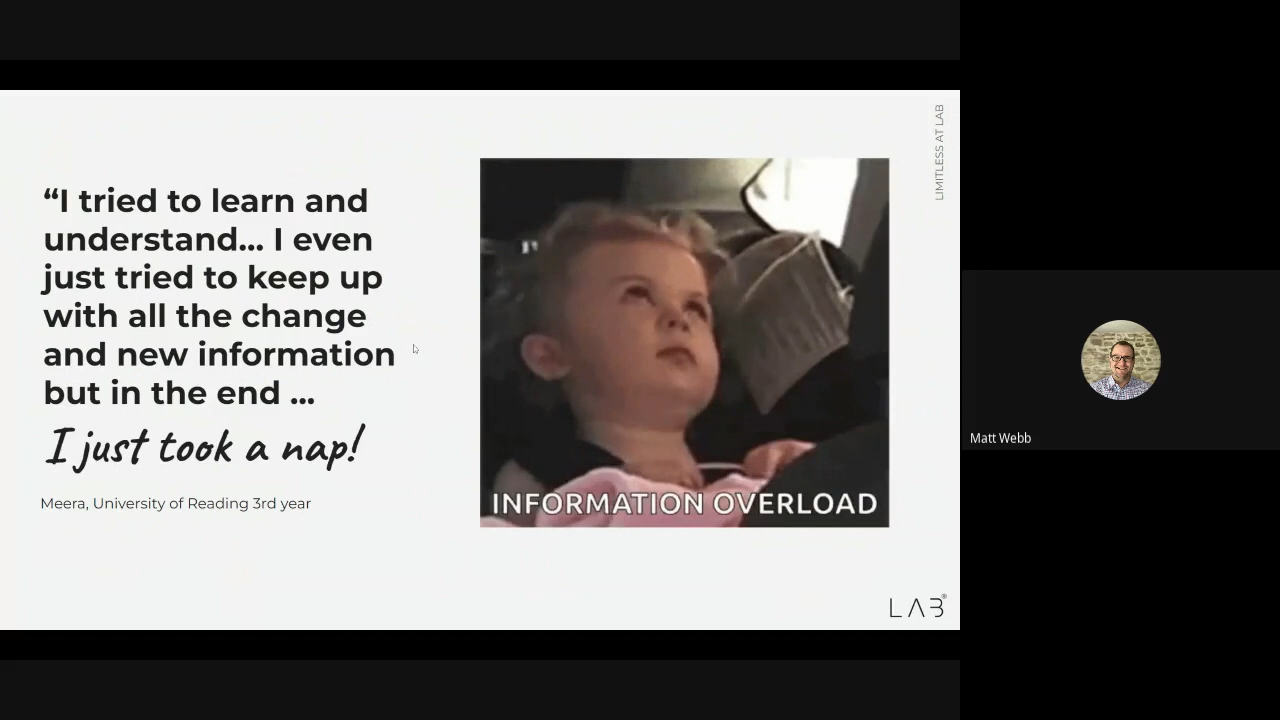 “I tried to learn and
understand... I even
just tried to keep up
with all the change
and new information
but in the end ...
I just took a nap!
Meera, University of Reading 3rd year
INFORMATION OVERLOAD
LIMITLESS AT LAB
LAB®
Matt Webb